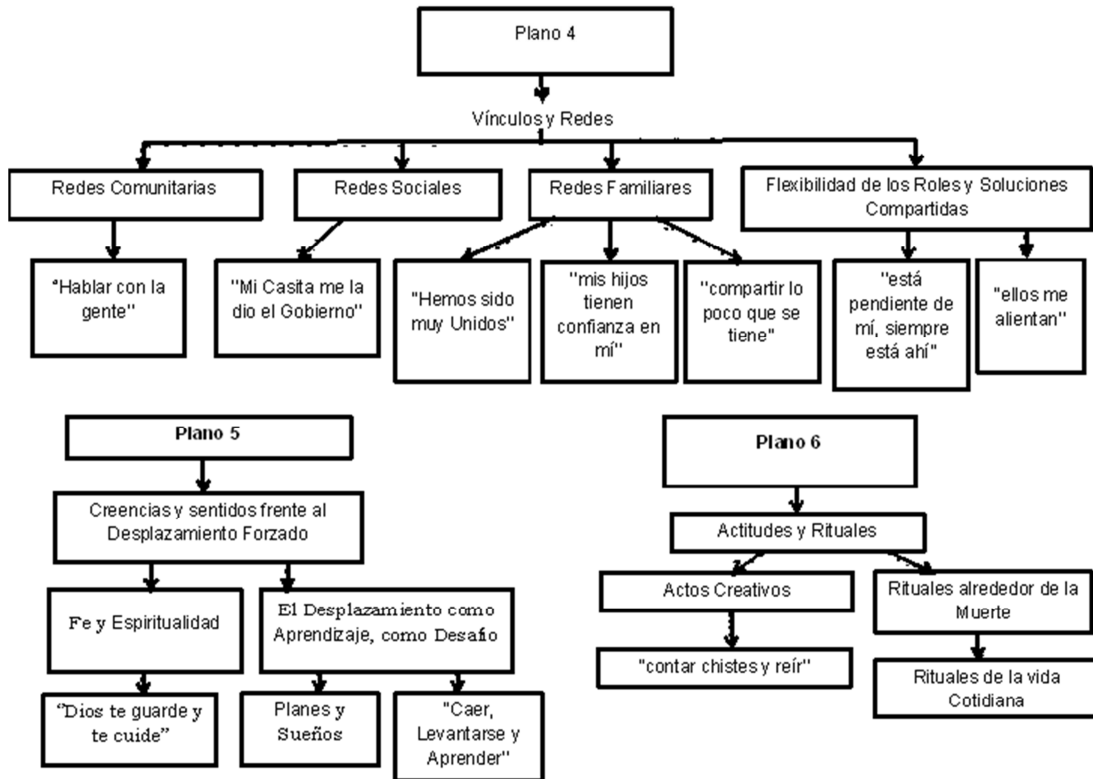 Plano 4
Vínculos y Redes
Redes Comunitarias
Redes Sociales
Redes Familiares
Flexibilidad de los Roles y Soluciones
Compartidas
"Hablar con la
gente"
"Mi Casita me la
dio el Gobierno"
"Hemos sido
muy Unidos"
"mis hijos
tienen
confianza en
mí"
"compartir lo
poco que se
tiene"
"está
pendiente de
mí, siempre
está ahí"
"ellos me
alientan"
Plano 5
Creencias y sentidos frente al
Desplazamiento Forzado
Fe y Espiritualidad
El Desplazamiento como
Aprendizaje, como Desafío
“Dios te guarde y
te cuide”
Planes y
Sueños
"Caer,
Levantarse y
Aprender"
Plano 6
Actitudes y Rituales
Actos Creativos
Rituales alrededor de la
Muerte
"contar chistes y reír"
Rituales de la vida
Cotidiana